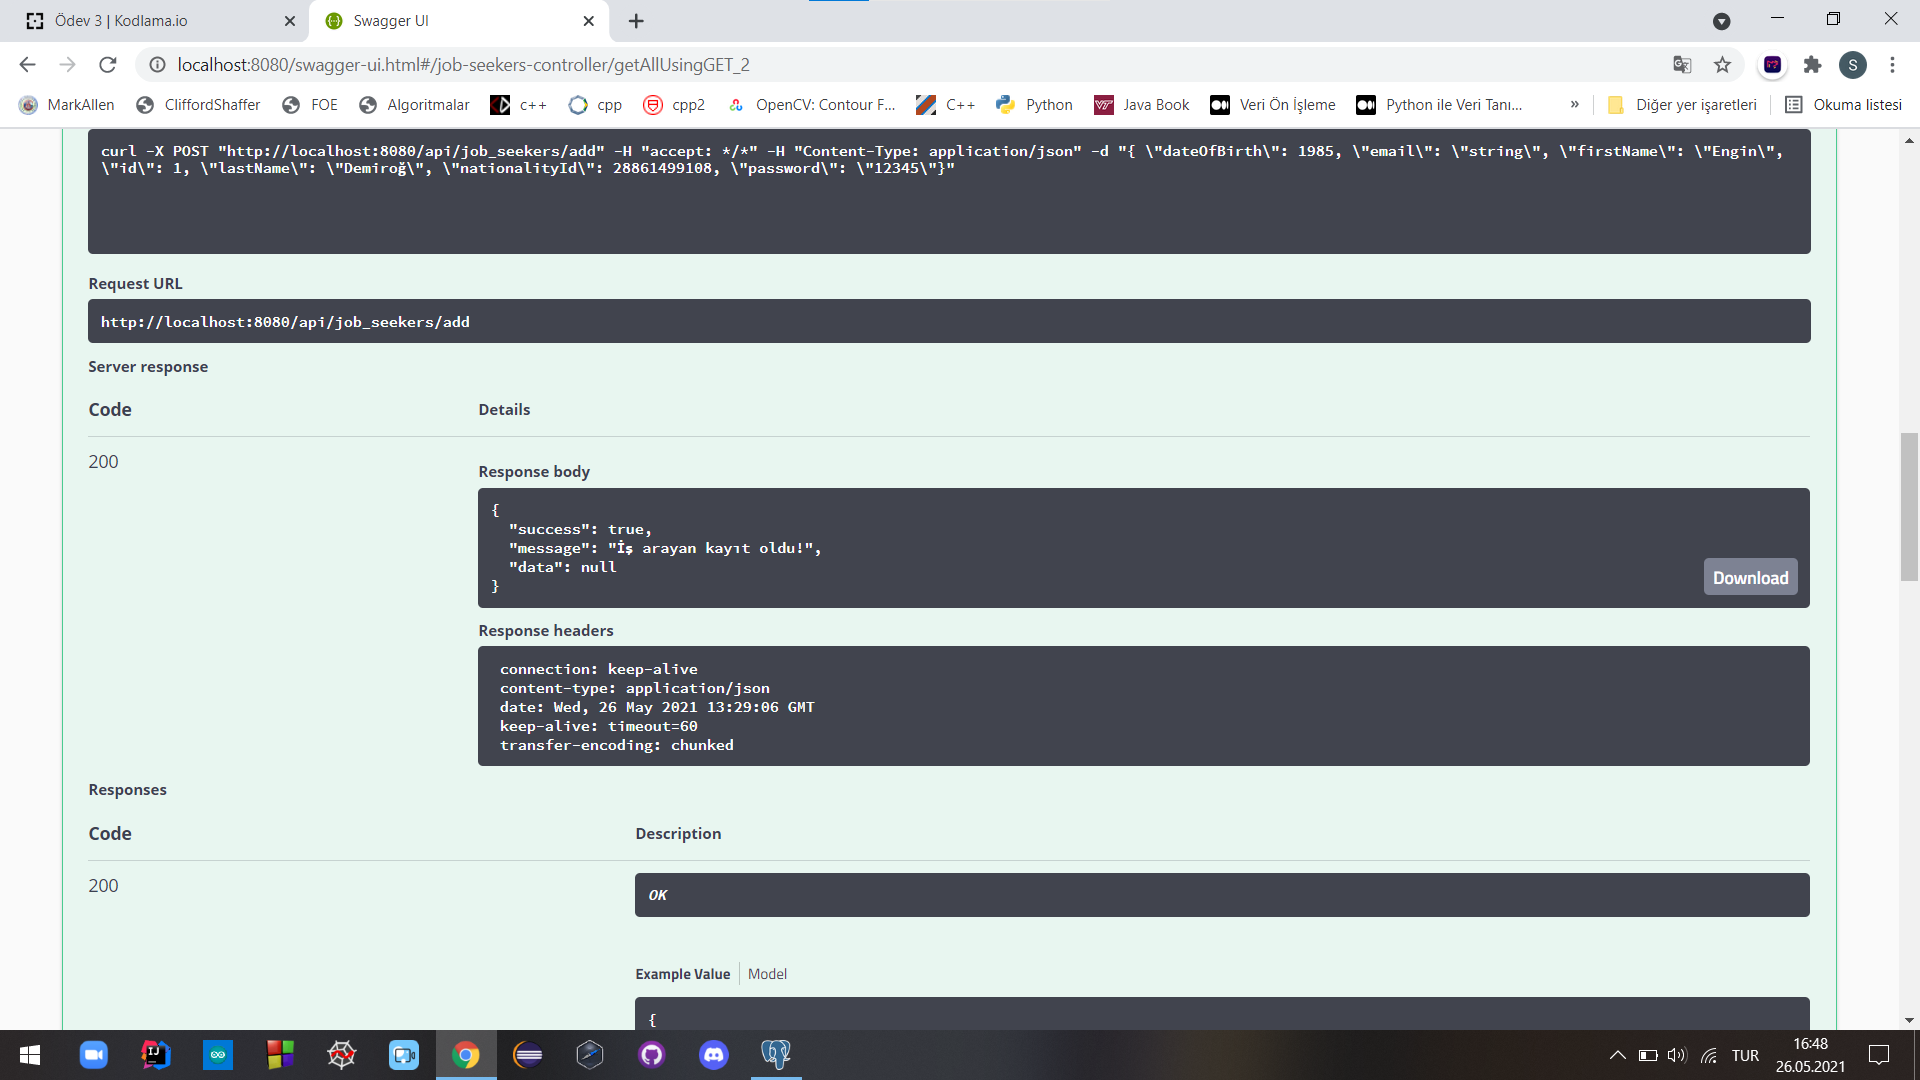 Ödev 3 | Kodlama.io
Swagger UI
localhost:8080/swagger-ui.html#/job-seekers-controller/getAllUsingGET_2
S
MarkAllen
CliffordShaffer
FOE
Algoritmalar
c++
cpp
cpp2
OpenCV: Contour F...
C++
Python
Java Book
Veri Ön İşleme
Python ile Veri Tanı...
»
Diğer yer işaretleri
Okuma listesi
curl -X POST "http://localhost:8080/api/job_seekers/add" -H "accept: */*" -H "Content-Type: application/json" -d "{ \"dateOfBirth\": 1985, \"email\": \"string\", \"firstName\": \"Engin\",
\"id\": 1, \"lastName\": \"Demiroğ\", \"nationalityId\": 28861499108, \"password\": \"12345\"}"
Request URL
http://localhost:8080/api/job_seekers/add
Server response
Code
Details
200
Response body
{
"success": true,
"message": "İş arayan kayıt oldu!",
"data": null
}
Download
Response headers
connection: keep-alive
content-type: application/json
date: Wed, 26 May 2021 13:29:06 GMT
keep-alive: timeout=60
transfer-encoding: chunked
Responses
Code
Description
200
OK
Example Value
Model
{
TUR
16:48
26.05.2021